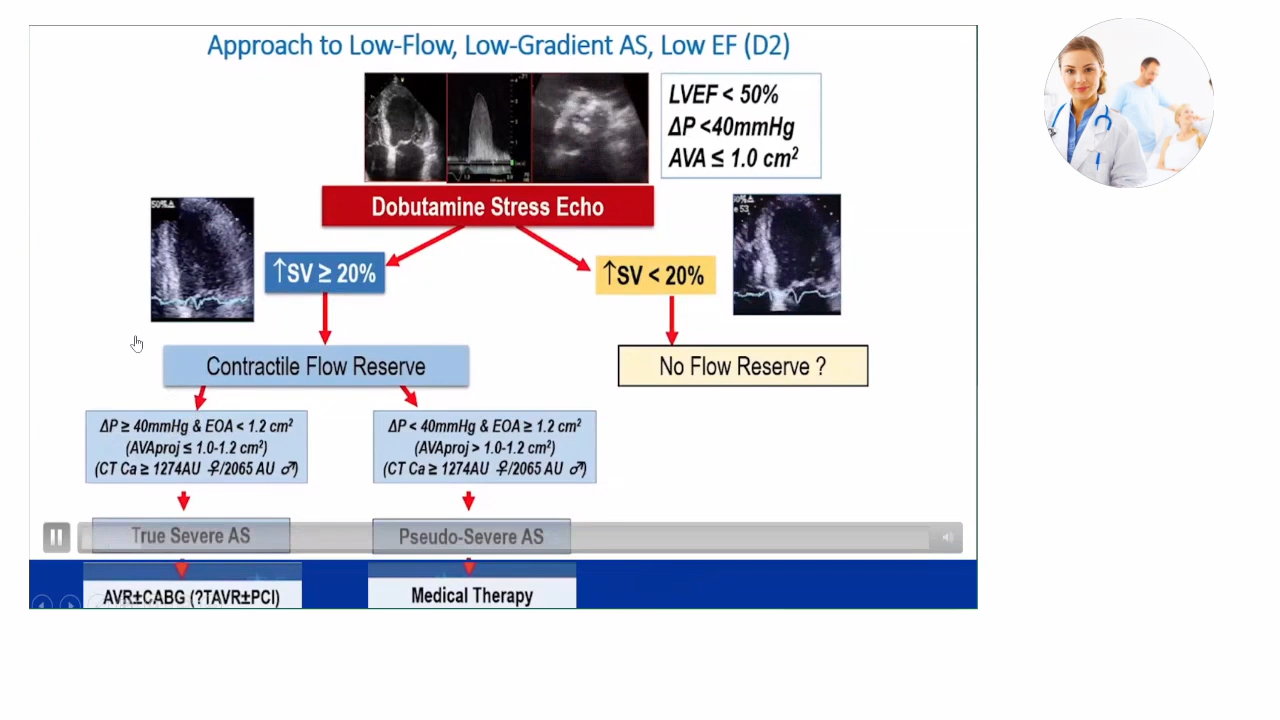 Approach to Low-Flow, Low-Gradient AS, Low EF (D2)
LVEF < 50%
ΔP <40mmHg
AVA ≤ 1.0 cm²
Dobutamine Stress Echo
50%Δ
↑SV ≥ 20%
↑SV < 20%
Contractile Flow Reserve
No Flow Reserve ?
ΔP ≥ 40mmHg & EOA < 1.2 cm²
(AVAproj ≤ 1.0-1.2 cm²)
(CT Ca ≥ 1274AU ♀/2065 AU ♂)
ΔP < 40mmHg & EOA ≥ 1.2 cm²
(AVAproj > 1.0-1.2 cm²)
(CT Ca ≥ 1274AU ♀/2065 AU ♂)
True Severe AS
Pseudo-Severe AS
AVR±CABG (?TAVR±PCI)
Medical Therapy